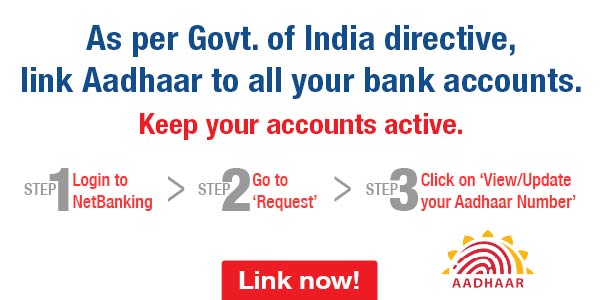 As per Govt. of India directive,
link Aadhaar to all your bank accounts.
Keep your accounts active.
STEP 1 Login to
NetBanking
>
STEP 2 Go to
‘Request’
>
STEP 3 Click on ‘View/Update
your Aadhaar Number’
Link now!
AADHAAR